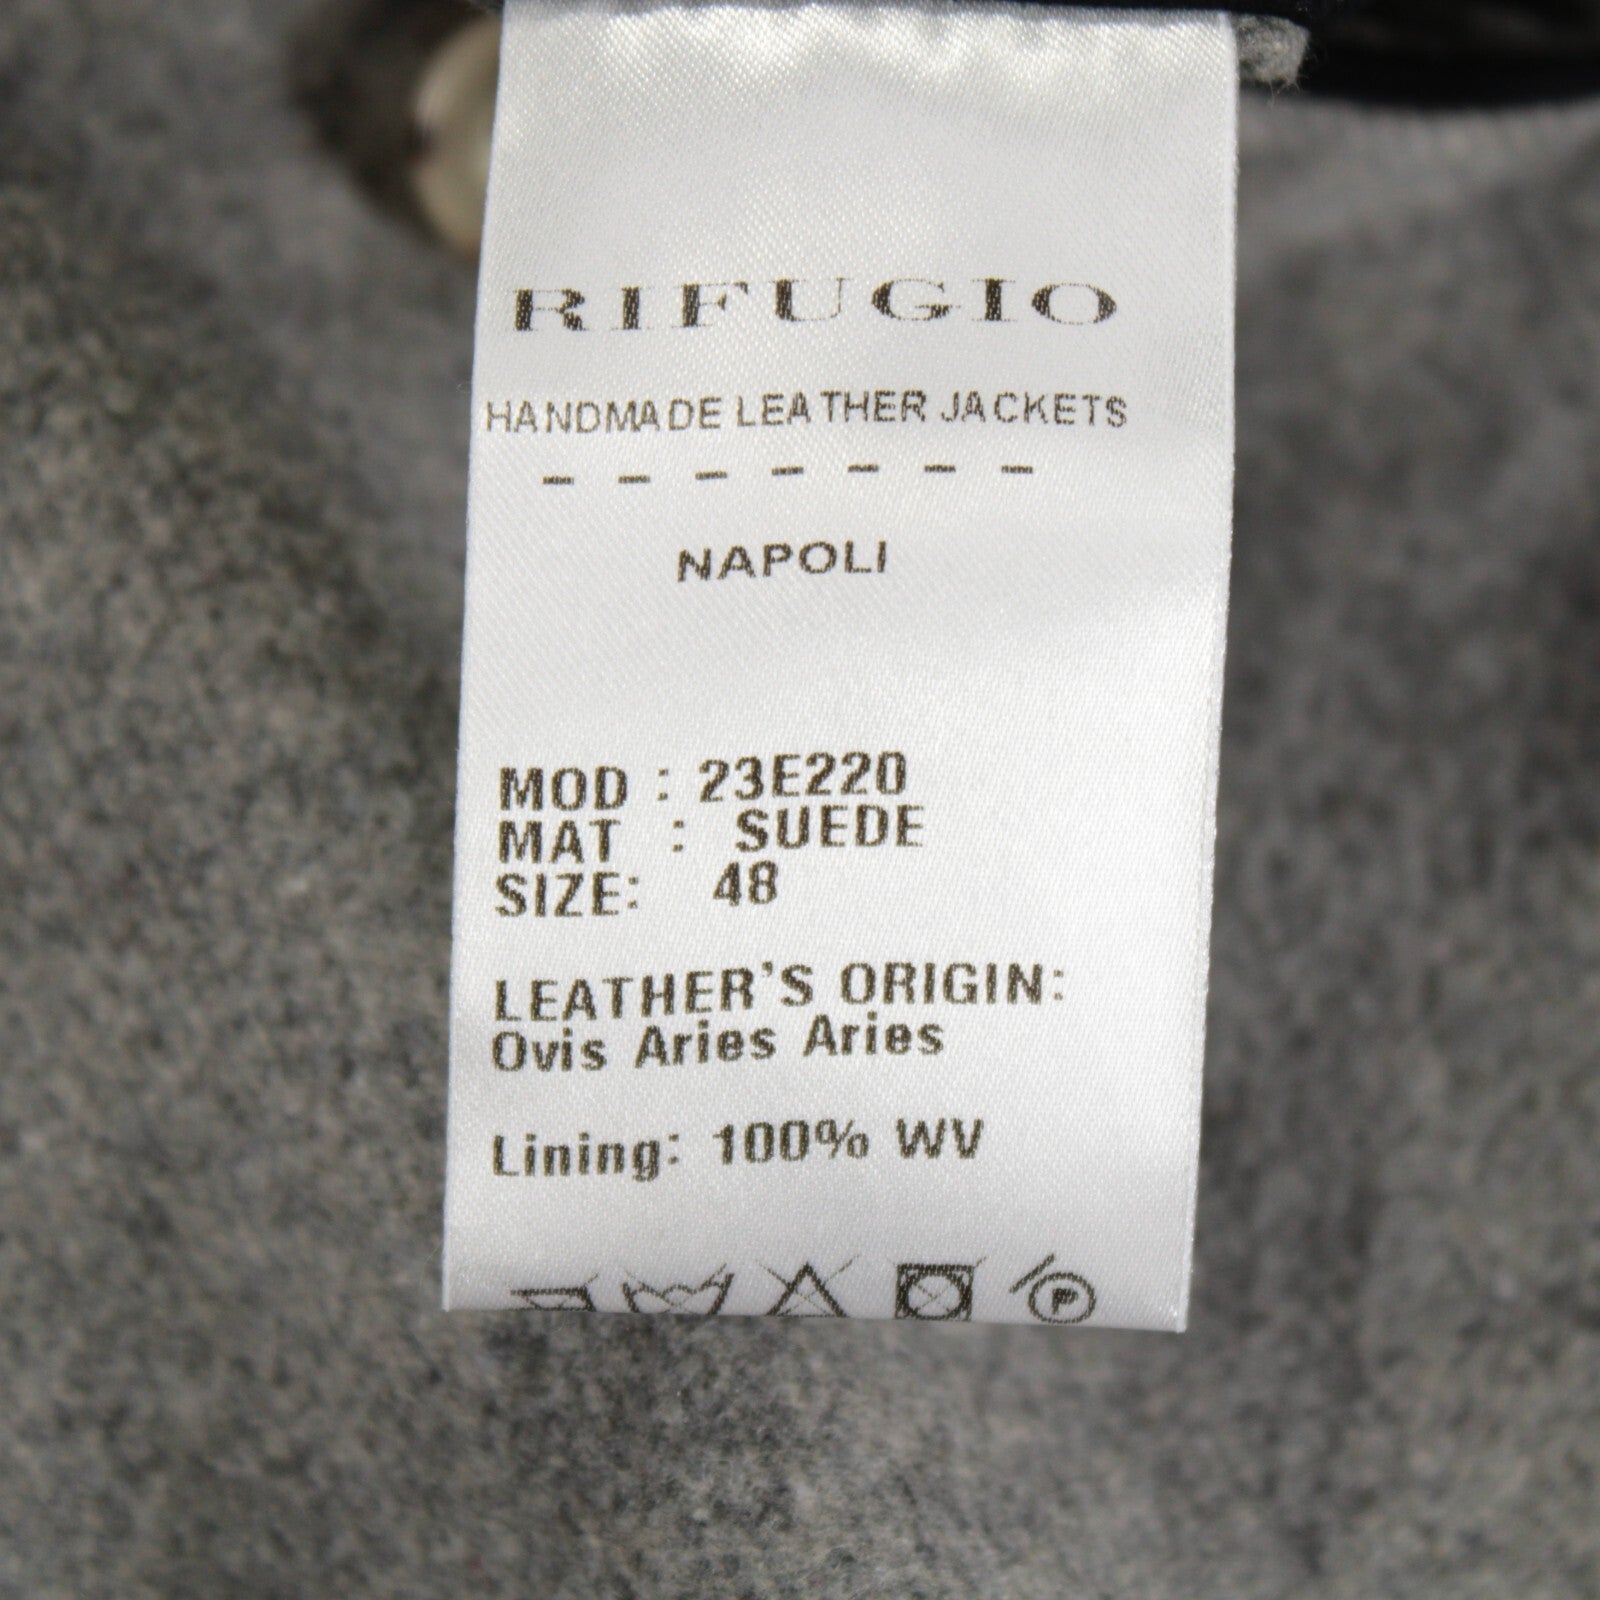 RIFUGIO
HANDMADE LEATHER JACKETS
- - - - - - -
NAPOLI
MOD : 23E220
MAT : SUEDE
SIZE: 48
LEATHER'S ORIGIN:
Ovis Aries Aries
Lining: 100% WV
P